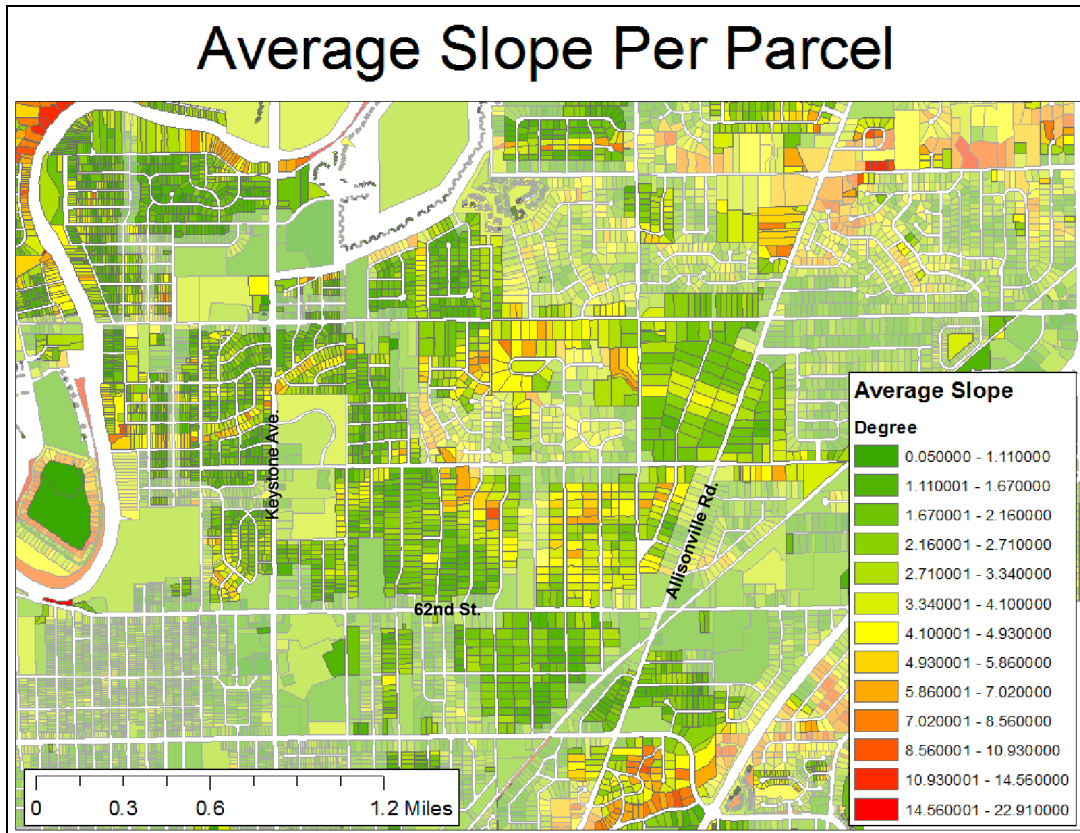 Average Slope Per Parcel
Keystone Ave.
Allisonville Rd.
62nd St.
Average Slope
Degree
0.050000 - 1.110000
1.110001 - 1.670000
1.670001 - 2.160000
2.160001 - 2.710000
2.710001 - 3.340000
3.340001 - 4.100000
4.100001 - 4.930000
4.930001 - 5.860000
5.860001 - 7.020000
7.020001 - 8.560000
8.560001 - 10.930000
10.930001 - 14.560000
14.560001 - 22.910000
0 0.3 0.6 1.2 Miles